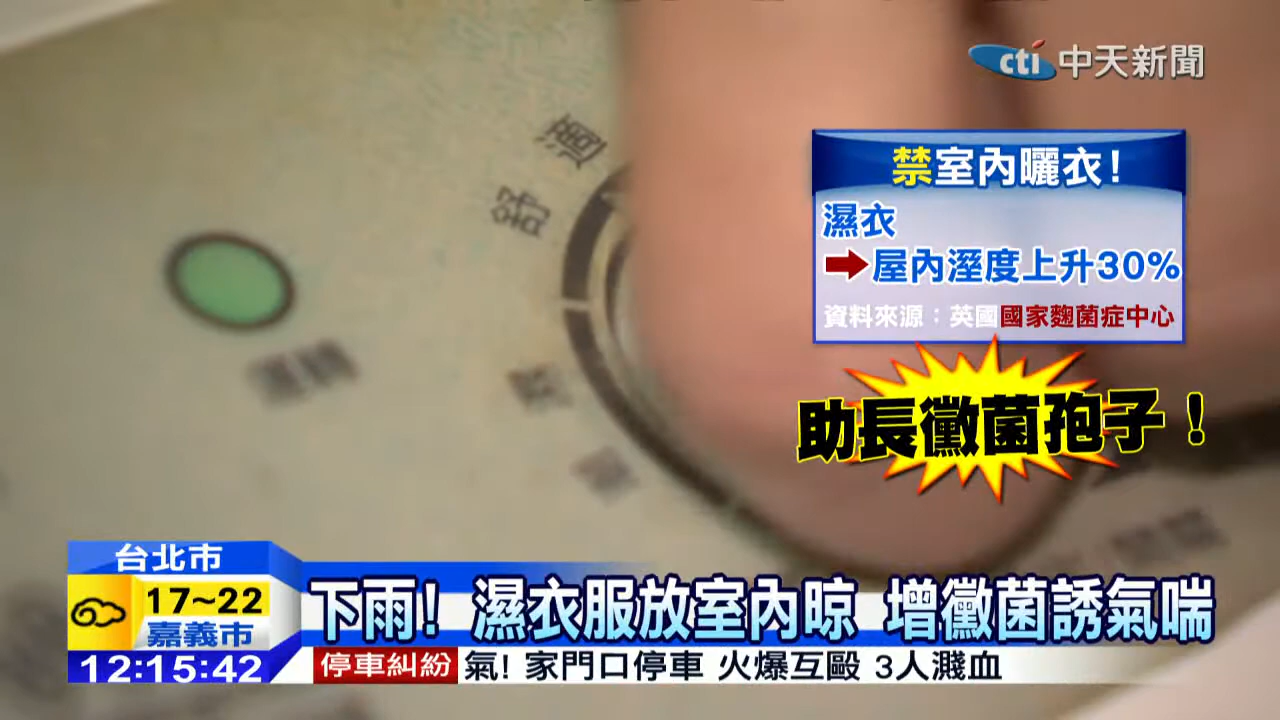 cti 中天新聞
禁室內曬衣!
濕衣
➡屋內溼度上升30%
資料來源：英國國家麴菌症中心
助長黴菌孢子！
舒適
台北市
17~22
嘉義市
12:15:42
下雨! 濕衣服放室內晾 增黴菌誘氣喘
停車糾紛 氣! 家門口停車 火爆互毆 3人濺血